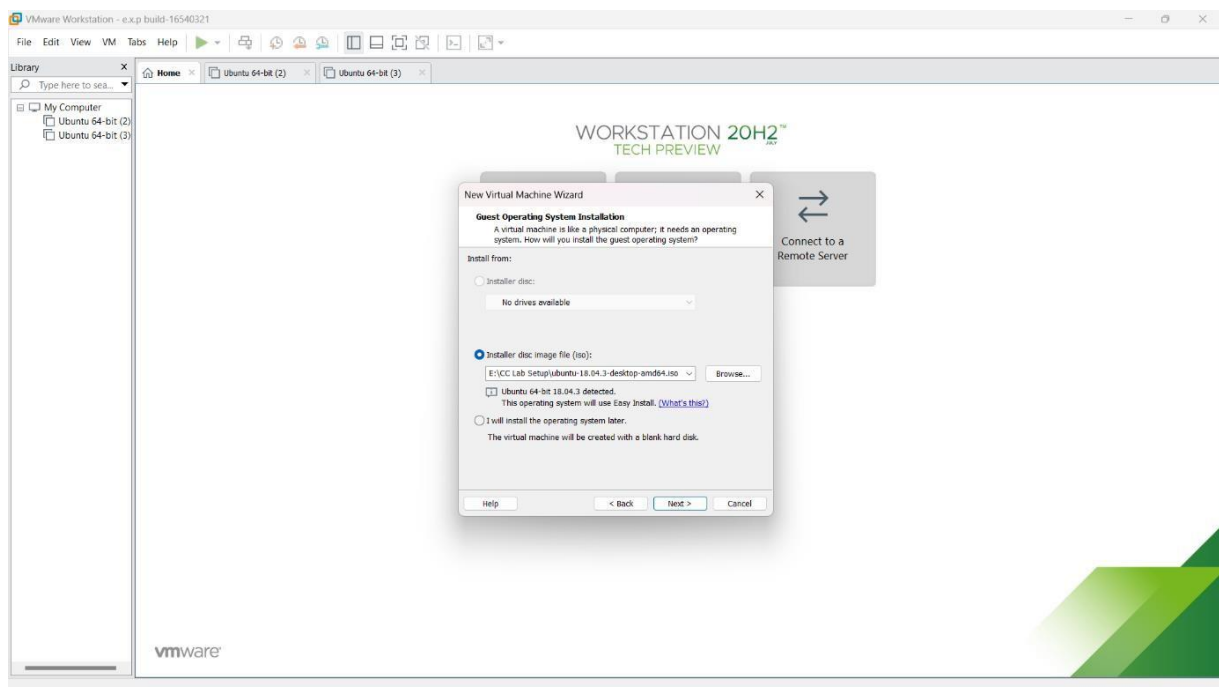 VMware Workstation - e.x.p build-16540321
File Edit View VM Tabs Help
Library X
Home Ubuntu 64-bit (2) Ubuntu 64-bit (3)
Type here to sea...
My Computer
Ubuntu 64-bit (2)
Ubuntu 64-bit (3)
WORKSTATION 20H2™
JULY
TECH PREVIEW
Connect to a
Remote Server
New Virtual Machine Wizard
Guest Operating System Installation
A virtual machine is like a physical computer; it needs an operating
system. How will you install the guest operating system?
Install from:
Installer disc:
No drives available
Installer disc image file (iso):
E:\CC Lab Setup\ubuntu-18.04.3-desktop-amd64.iso Browse...
Ubuntu 64-bit 18.04.3 detected.
This operating system will use Easy Install. (What's this?)
I will install the operating system later.
The virtual machine will be created with a blank hard disk.
Help < Back Next > Cancel
vmware